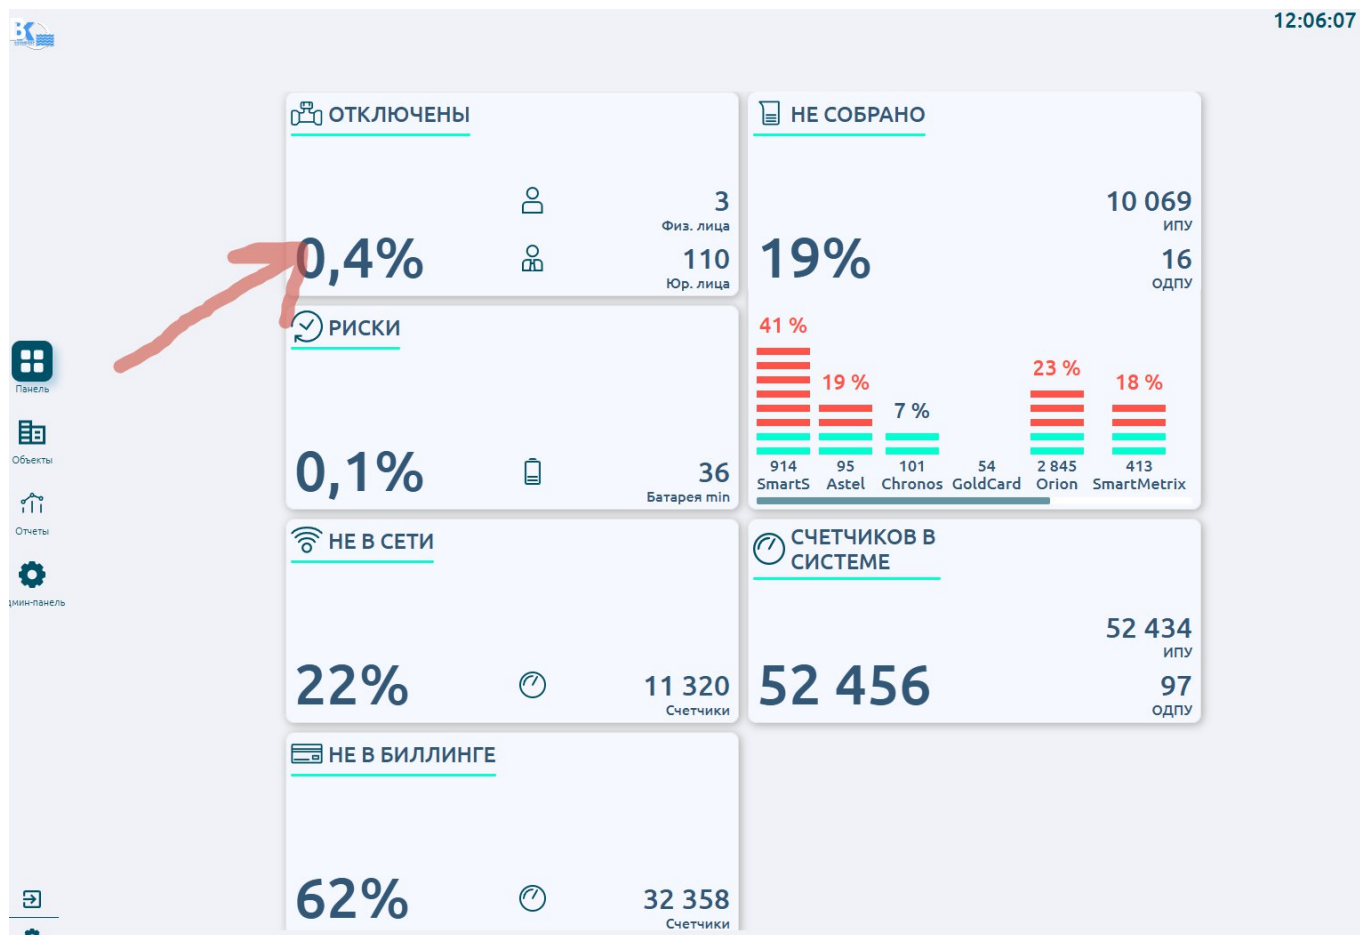 ВК
12:06:07
ОТКЛЮЧЕНЫ
3
Физ. лица
0,4%
110
Юр. лица
НЕ СОБРАНО
10 069
ИПУ
19%
16
ОДПУ
41 %
19 %
7 %
23 %
18 %
914 95 101 54 2 845 413
SmartS Astel Chronos GoldCard Orion SmartMetrix
РИСКИ
0,1%
36
Батарея min
НЕ В СЕТИ
22%
11 320
Счетчики
СЧЕТЧИКОВ В
СИСТЕМЕ
52 434
ИПУ
52 456
97
ОДПУ
НЕ В БИЛЛИНГЕ
62%
32 358
Счетчики
Панель
Объекты
Отчеты
дмин-панель